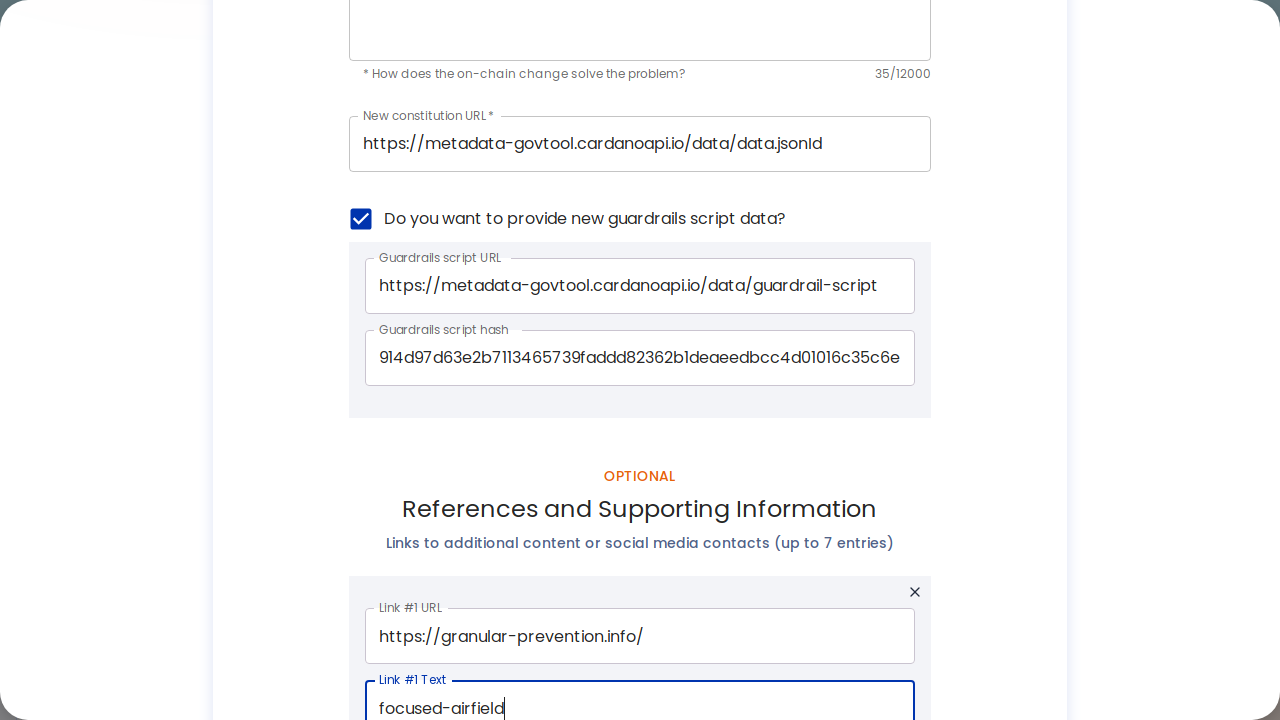 * How does the on-chain change solve the problem?
35/12000
New constitution URL *
https://metadata-govtool.cardanoapi.io/data/data.jsonld
Do you want to provide new guardrails script data?
Guardrails script URL
https://metadata-govtool.cardanoapi.io/data/guardrail-script
Guardrails script hash
914d97d63e2b7113465739faddd82362b1deaeedbcc4d01016c35c6e
OPTIONAL
References and Supporting Information
Links to additional content or social media contacts (up to 7 entries)
Link #1 URL
https://granular-prevention.info/
Link #1 Text
focused-airfield